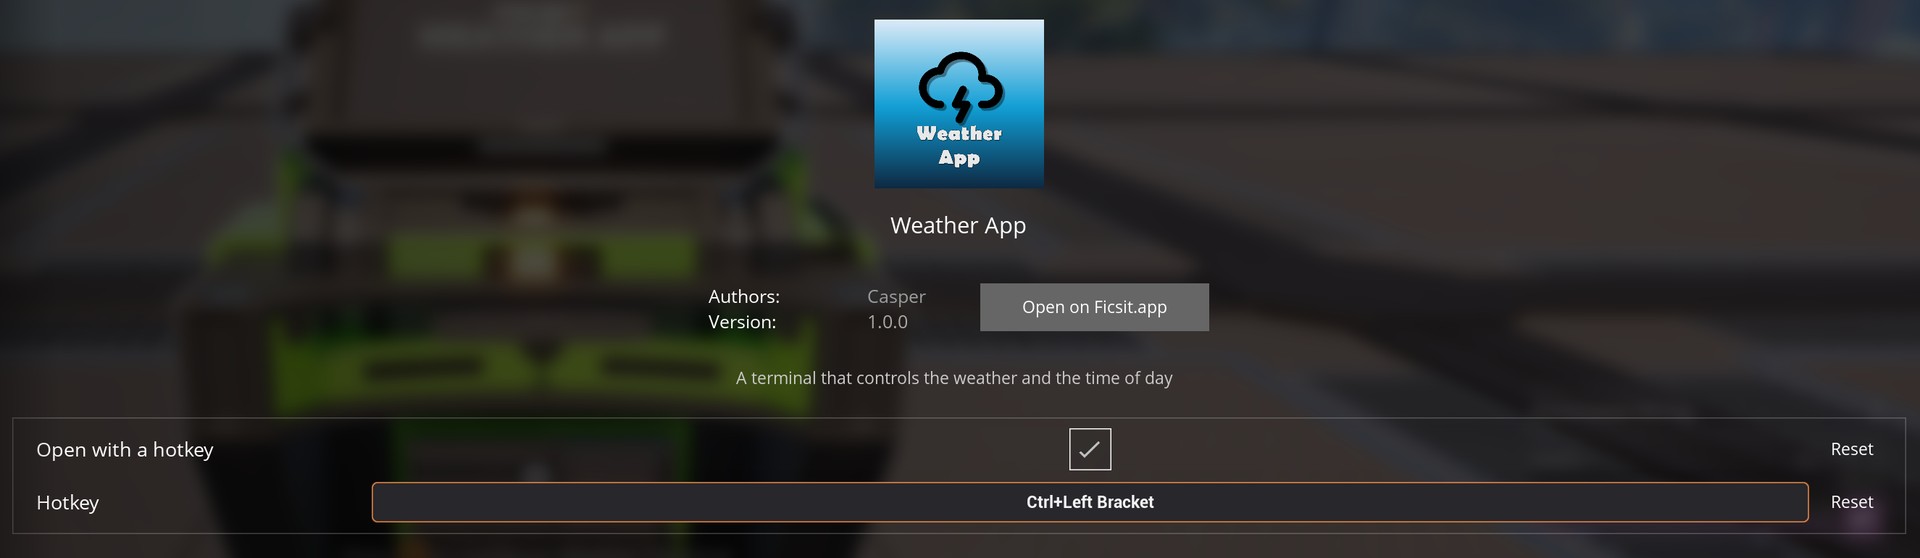 Weather
App
Weather App
Authors: Casper
Version: 1.0.0
Open on Ficsit.app
A terminal that controls the weather and the time of day
Open with a hotkey Reset
Hotkey Ctrl+Left Bracket Reset